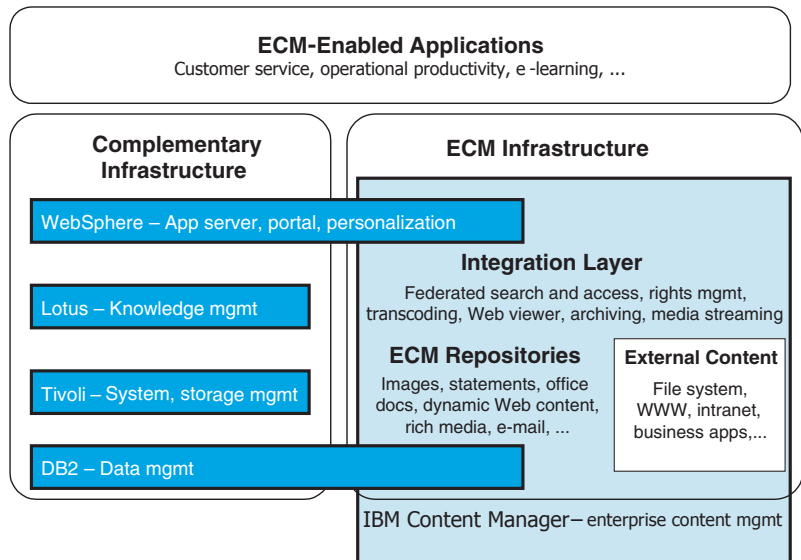 ECM-Enabled Applications
Customer service, operational productivity, e -learning, ...
Complementary
Infrastructure
WebSphere – App server, portal, personalization
Lotus – Knowledge mgmt
Tivoli – System, storage mgmt
DB2 – Data mgmt
ECM Infrastructure
Integration Layer
Federated search and access, rights mgmt,
transcoding, Web viewer, archiving, media streaming
ECM Repositories
Images, statements, office
docs, dynamic Web content,
rich media, e-mail, ...
External Content
File system,
WWW, intranet,
business apps,...
IBM Content Manager– enterprise content mgmt